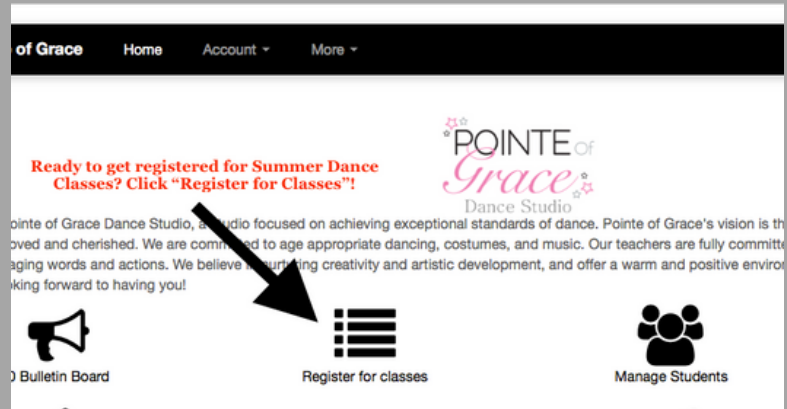 of Grace Home Account More
POINTE of
Grace
Dance Studio
Ready to get registered for Summer Dance
Classes? Click “Register for Classes”!
ointe of Grace Dance Studio, a udio focused on achieving exceptional standards of dance. Pointe of Grace's vision is th
oved and cherished. We are comm ed to age appropriate dancing, costumes, and music. Our teachers are fully committe
aging words and actions. We believe nurturing creativity and artistic development, and offer a warm and positive enviror
oking forward to having you!
Bulletin Board Register for classes Manage Students